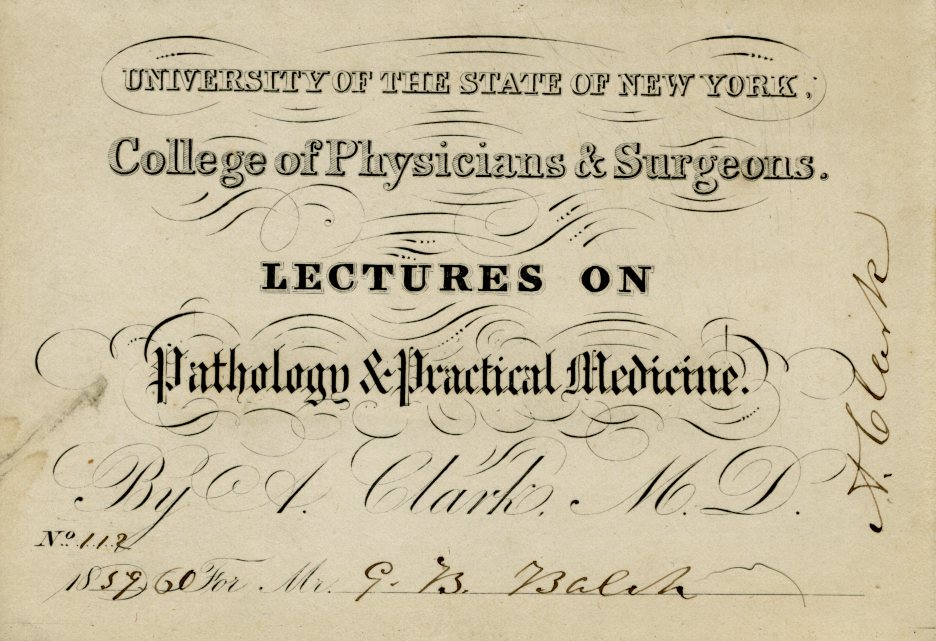 UNIVERSITY OF THE STATE OF NEW YORK,
College of Physicians & Surgeons.
LECTURES ON
Pathology & Practical Medicine.
By A. Clark, M.D.
No. 112
1859,60 For Mr. G. B. Balch
A. Clark